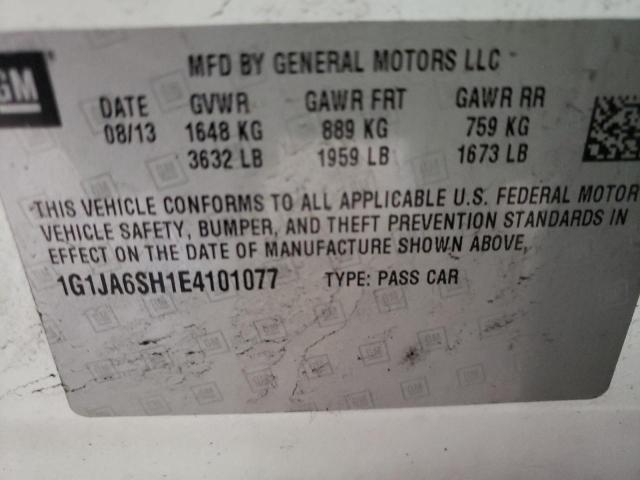 GM
MFD BY GENERAL MOTORS LLC
DATE GVWR GAWR FRT GAWR RR
08/13 1648 KG 889 KG 759 KG
3632 LB 1959 LB 1673 LB
THIS VEHICLE CONFORMS TO ALL APPLICABLE U.S. FEDERAL MOTOR
VEHICLE SAFETY, BUMPER, AND THEFT PREVENTION STANDARDS IN
EFFECT ON THE DATE OF MANUFACTURE SHOWN ABOVE.
1G1JA6SH1E4101077 TYPE: PASS CAR